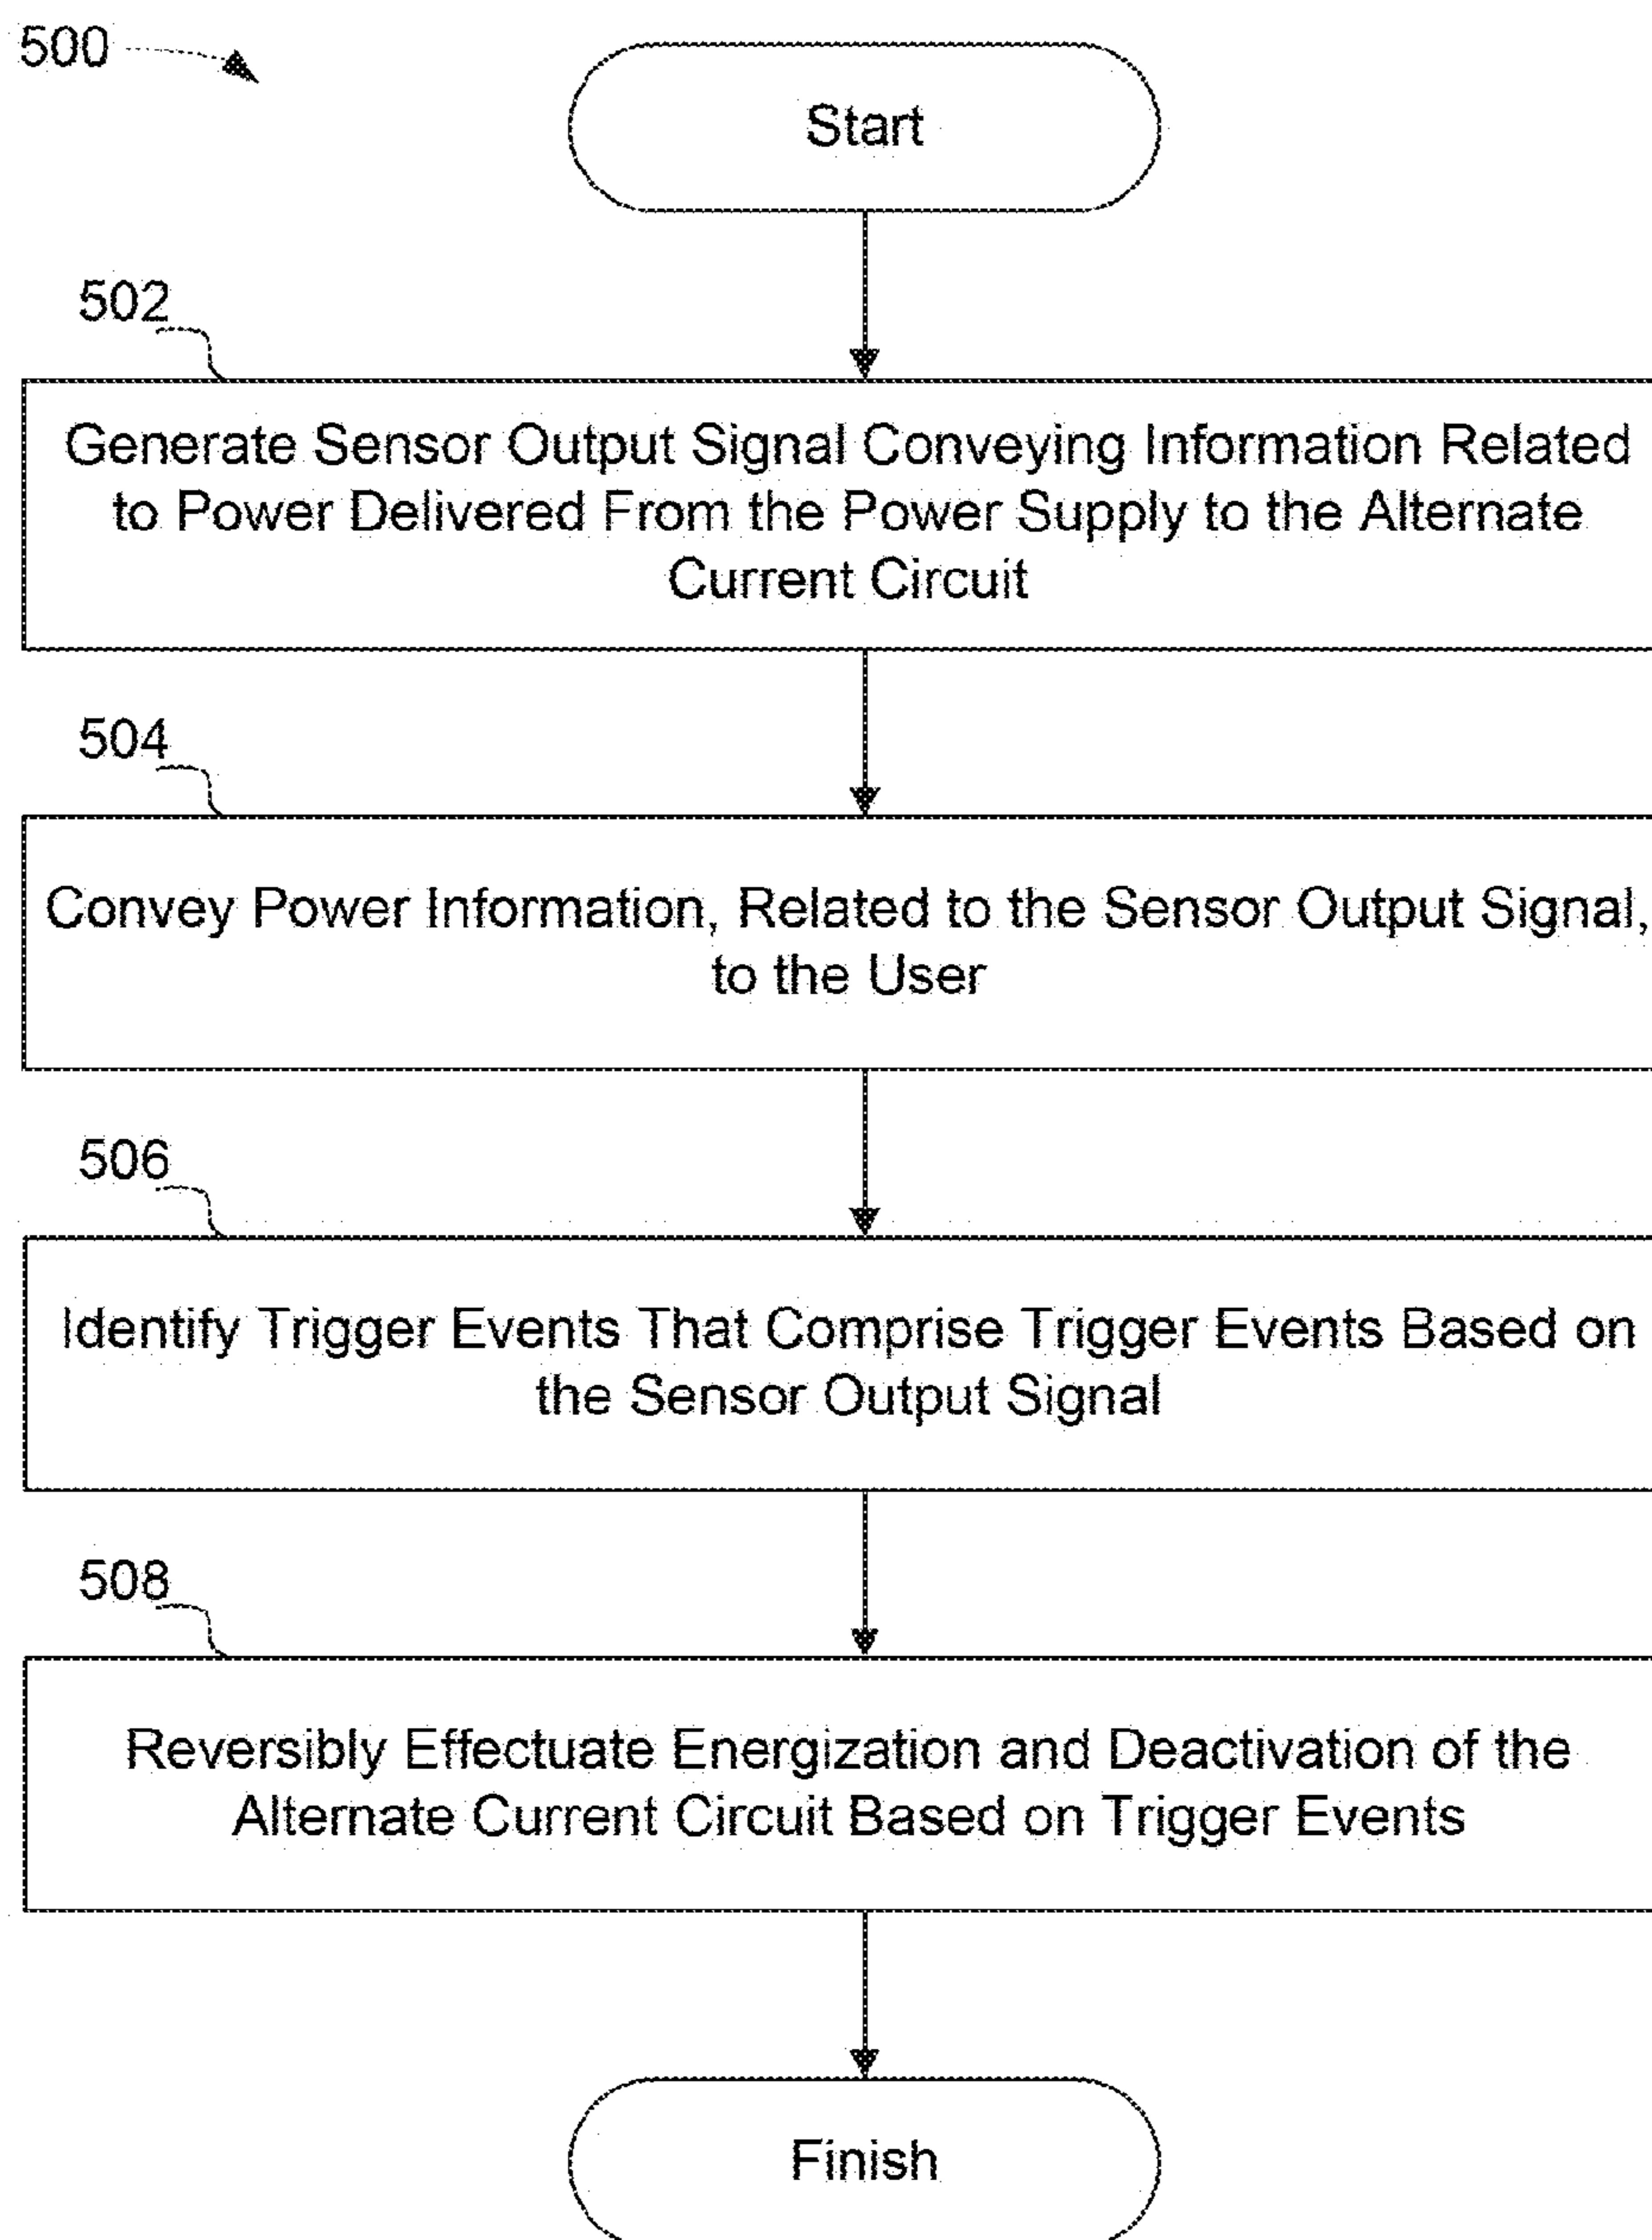 500
Start
502
Generate Sensor Output Signal Conveying Information Related
to Power Delivered From the Power Supply to the Alternate
Current Circuit
504
Convey Power Information, Related to the Sensor Output Signal,
to the User
506
Identify Trigger Events That Comprise Trigger Events Based on
the Sensor Output Signal
508
Reversibly Effectuate Energization and Deactivation of the
Alternate Current Circuit Based on Trigger Events
Finish